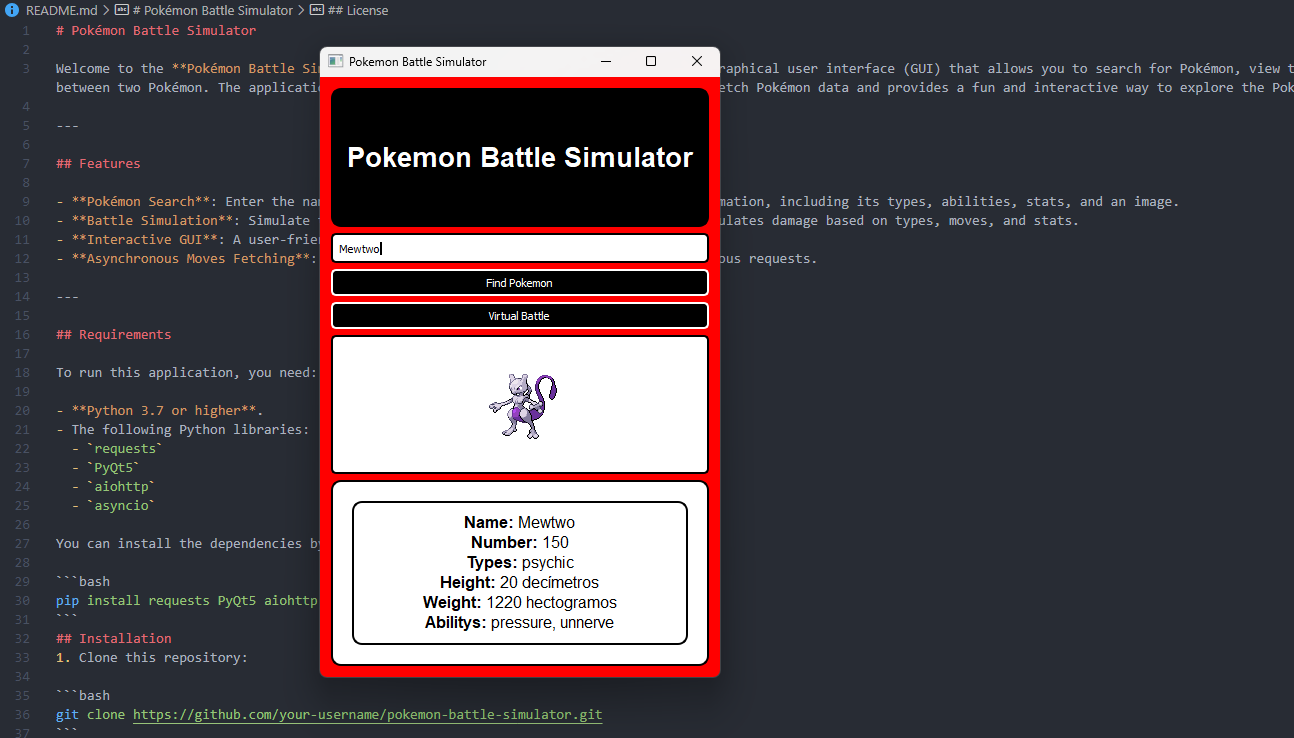 README.md > # Pokémon Battle Simulator > ## License
1 # Pokémon Battle Simulator
2
3 Welcome to the **Pokémon Battle Si
raphical user interface (GUI) that allows you to search for Pokémon, view t
between two Pokémon. The applicatio
etch Pokémon data and provides a fun and interactive way to explore the Pok
4
5 ---
6
7 ## Features
8
9 - **Pokémon Search**: Enter the na
mation, including its types, abilities, stats, and an image.
10 - **Battle Simulation**: Simulate
ulates damage based on types, moves, and stats.
11 - **Interactive GUI**: A user-frie
12 - **Asynchronous Moves Fetching**:
ous requests.
13
14 ---
15
16 ## Requirements
17
18 To run this application, you need:
19
20 - **Python 3.7 or higher**.
21 - The following Python libraries:
22 - `requests`
23 - `PyQt5`
24 - `aiohttp`
25 - `asyncio`
26
27 You can install the dependencies b
28
29 ```bash
30 pip install requests PyQt5 aiohttp
31 ```
32 ## Installation
33 1. Clone this repository:
34
35 ```bash
36 git clone https://github.com/your-username/pokemon-battle-simulator.git
37 ```
Pokemon Battle Simulator
Pokemon Battle Simulator
Mewtwo
Find Pokemon
Virtual Battle
Name: Mewtwo
Number: 150
Types: psychic
Height: 20 decímetros
Weight: 1220 hectogramos
Abilitys: pressure, unnerve